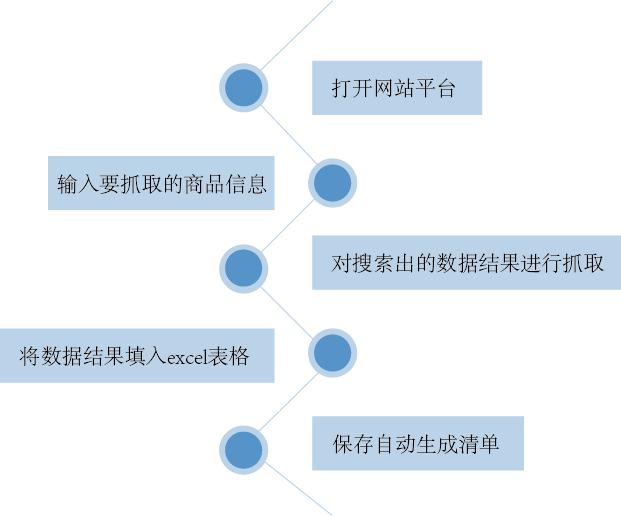 打开网站平台
输入要抓取的商品信息
对搜索出的数据结果进行抓取
将数据结果填入excel表格
保存自动生成清单